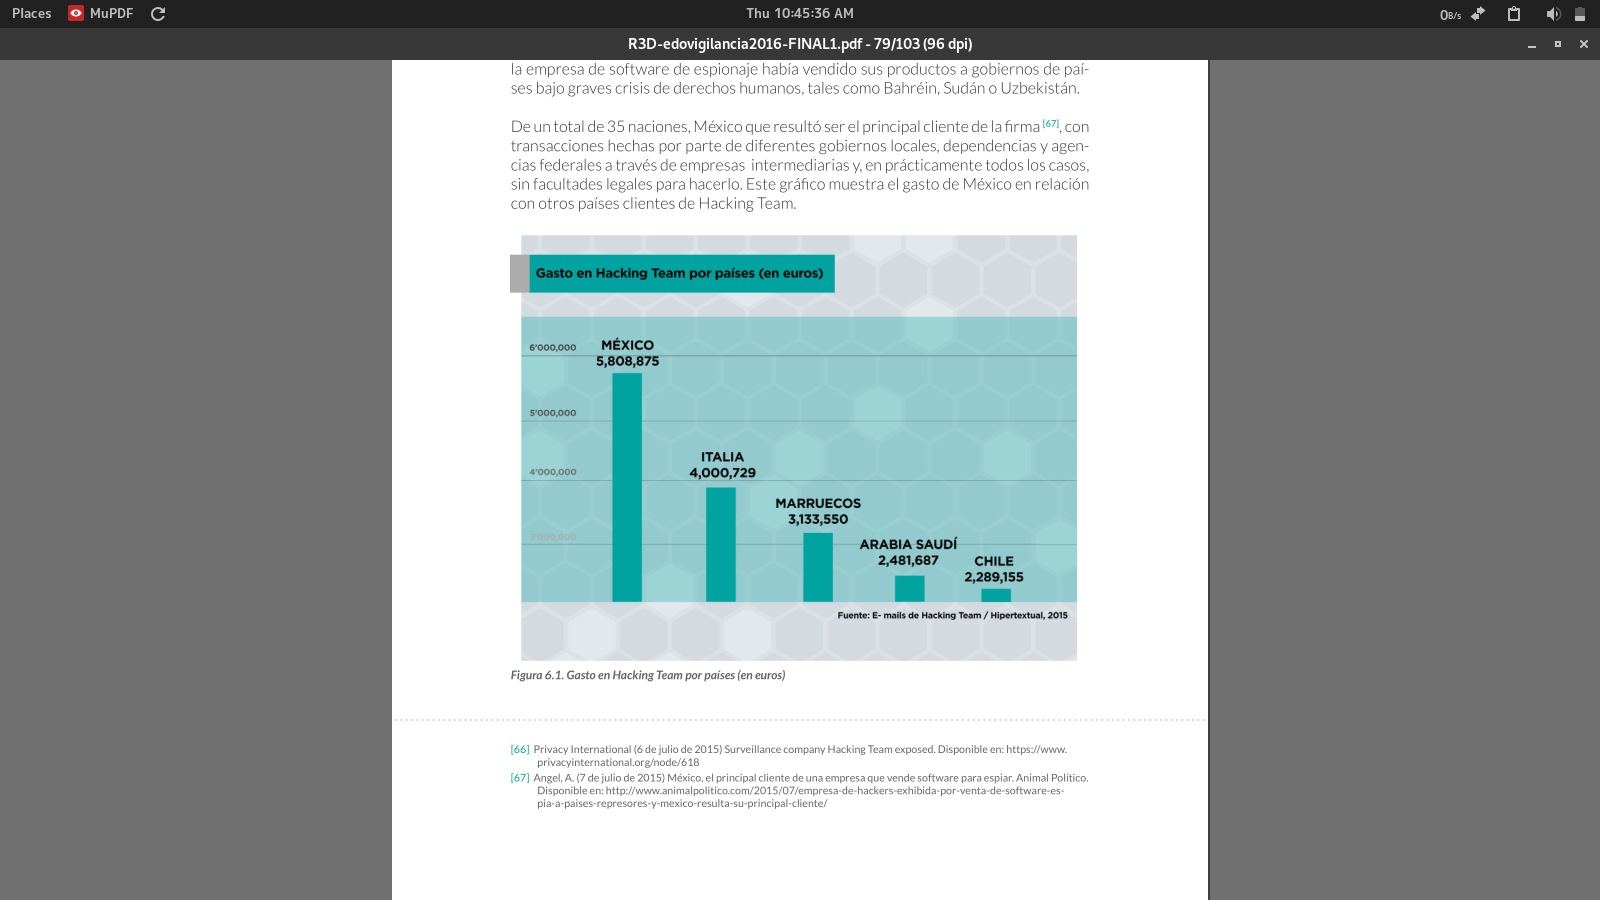 Places MuPDF Thu 10:45:36 AM 0B/s
R3D-edovigilancia2016-FINAL1.pdf - 79/103 (96 dpi)
la empresa de software de espionaje había vendido sus productos a gobiernos de paí-
ses bajo graves crisis de derechos humanos, tales como Bahréin, Sudán o Uzbekistán.
De un total de 35 naciones, México que resultó ser el principal cliente de la firma [67], con
transacciones hechas por parte de diferentes gobiernos locales, dependencias y agen-
cias federales a través de empresas intermediarias y, en prácticamente todos los casos,
sin facultades legales para hacerlo. Este gráfico muestra el gasto de México en relación
con otros países clientes de Hacking Team.
Gasto en Hacking Team por países (en euros)
6'000,000
5'000,000
4'000,000
3'000,000
MÉXICO
5,808,875
ITALIA
4,000,729
MARRUECOS
3,133,550
ARABIA SAUDÍ
2,481,687
CHILE
2,289,155
Fuente: E- mails de Hacking Team / Hipertextual, 2015
Figura 6.1. Gasto en Hacking Team por países (en euros)
[66] Privacy International (6 de julio de 2015) Surveillance company Hacking Team exposed. Disponible en: https://www.
privacyinternational.org/node/618
[67] Angel, A. (7 de julio de 2015) México, el principal cliente de una empresa que vende software para espiar. Animal Político.
Disponible en: http://www.animalpolitico.com/2015/07/empresa-de-hackers-exhibida-por-venta-de-software-es-
pia-a-paises-represores-y-mexico-resulta-su-principal-cliente/